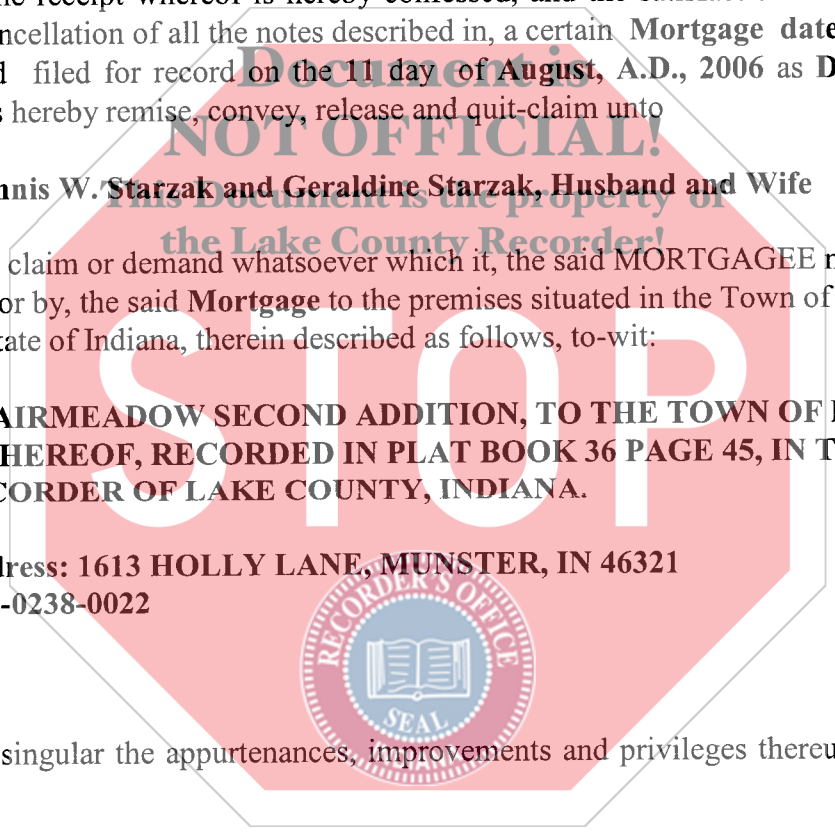 the receipt whereof is hereby confessed, and the
ncellation of all the notes described in, a certain Mortgage date
filed for record on the 11 day of August, A.D., 2006 as D
hereby remise, convey, release and quit-claim unto
Document is
NOT OFFICIAL!
This Document is the property of
the Lake County Recorder!
nnis W. Starzak and Geraldine Starzak, Husband and Wife
claim or demand whatsoever which it, the said MORTGAGEE
or by, the said Mortgage to the premises situated in the Town of
tate of Indiana, therein described as follows, to-wit:
STOP
AIRMEADOW SECOND ADDITION, TO THE TOWN OF
HEREOF, RECORDED IN PLAT BOOK 36 PAGE 45, IN T
CORDER OF LAKE COUNTY, INDIANA.
dress: 1613 HOLLY LANE, MUNSTER, IN 46321
-0238-0022
RECORDER'S OFFICE
SEAL
INDIANA
singular the appurtenances, improvements and privileges thereu